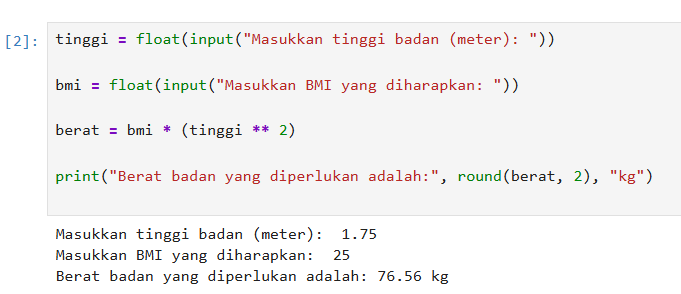 [2]: tinggi = float(input("Masukkan tinggi badan (meter): "))
bmi = float(input("Masukkan BMI yang diharapkan: "))
berat = bmi * (tinggi ** 2)
print("Berat badan yang diperlukan adalah:", round(berat, 2), "kg")
Masukkan tinggi badan (meter):  1.75
Masukkan BMI yang diharapkan:  25
Berat badan yang diperlukan adalah: 76.56 kg